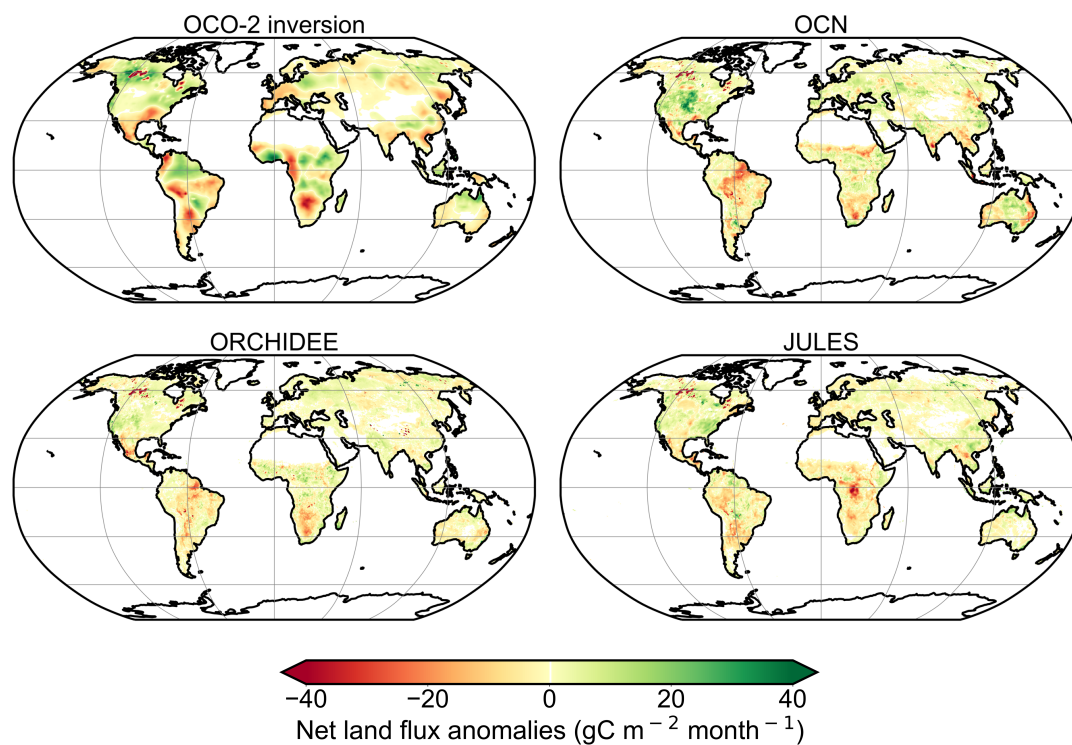 OCO-2 inversion
OCN
ORCHIDEE
JULES
−40 −20 0 20 40
Net land flux anomalies (gC m⁻² month⁻¹)